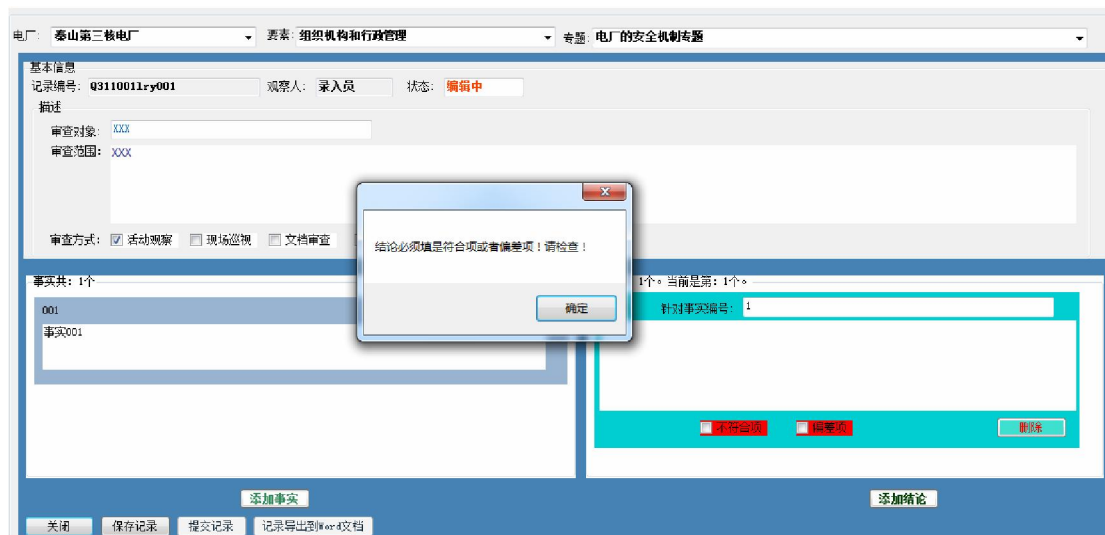 电厂: 秦山第三核电厂 要素: 组织机构和行政管理 专题: 电厂的安全机制专题
基本信息
记录编号: Q311001lry001 观察人: 录入员 状态: 编辑中
描述
审查对象: XXX
审查范围: XXX
审查方式: 活动观察 现场巡视 文档审查
结论必须填是符合项或者偏差项！请检查！
确定
事实共: 1个
001
事实001
1个。当前是第: 1个。
针对事实编号: 1
不符合项 偏差项 删除
添加事实 添加结论
关闭 保存记录 提交记录 记录导出到Word文档